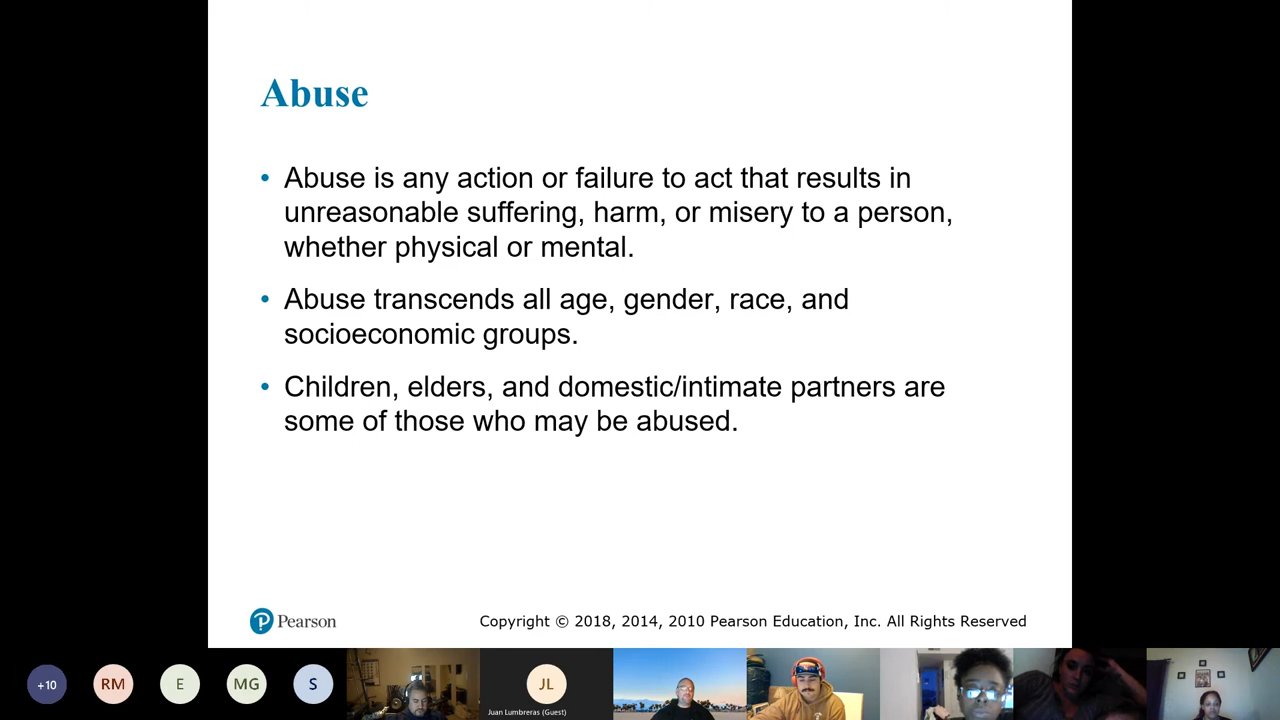 Abuse
• Abuse is any action or failure to act that results in
unreasonable suffering, harm, or misery to a person,
whether physical or mental.
• Abuse transcends all age, gender, race, and
socioeconomic groups.
• Children, elders, and domestic/intimate partners are
some of those who may be abused.
P Pearson
Copyright © 2018, 2014, 2010 Pearson Education, Inc. All Rights Reserved
+10 RM E MG S JL
Juan Lumbreras (Guest)